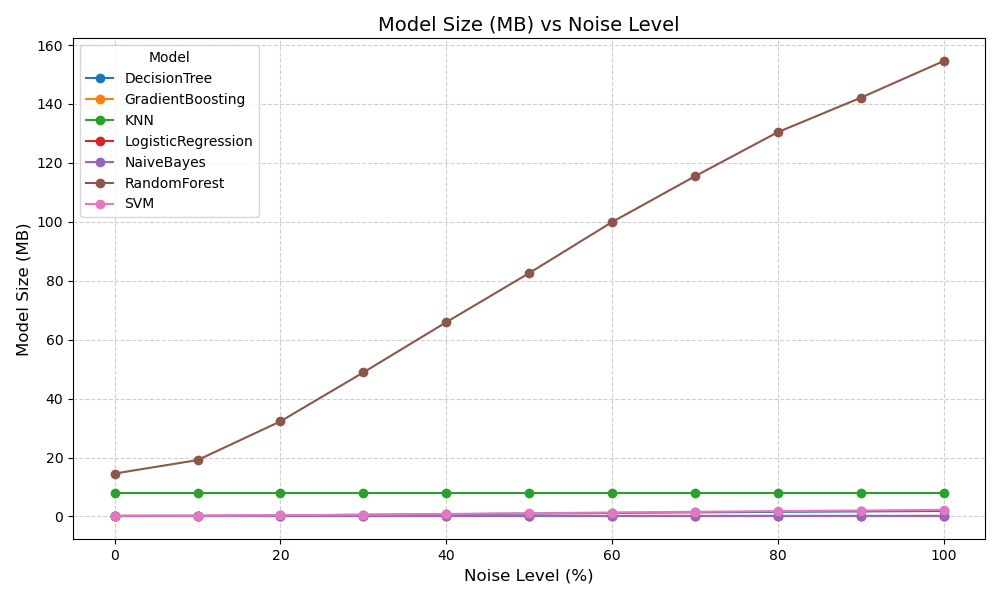 Model Size (MB) vs Noise Level
Model
DecisionTree
GradientBoosting
KNN
LogisticRegression
NaiveBayes
RandomForest
SVM
Model Size (MB)
160
140
120
100
80
60
40
20
0
0 20 40 60 80 100
Noise Level (%)